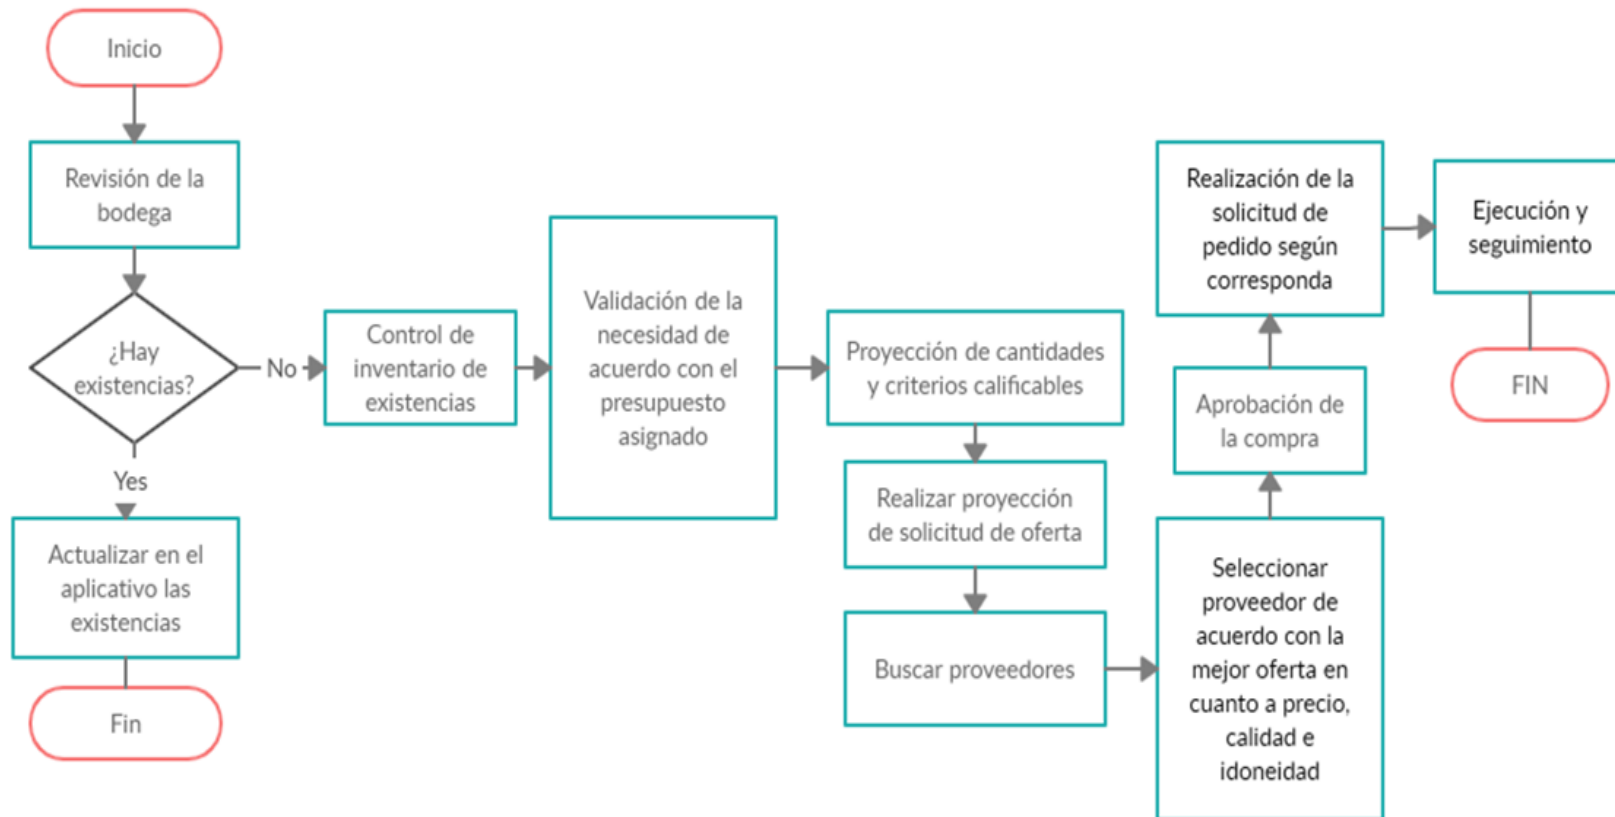 Inicio
Revisión de la
bodega
¿Hay
existencias?
No
Yes
Actualizar en el
aplicativo las
existencias
Fin
Control de
inventario de
existencias
Validación de la
necesidad de
acuerdo con el
presupuesto
asignado
Proyección de cantidades
y criterios calificables
Realizar proyección
de solicitud de oferta
Buscar proveedores
Seleccionar
proveedor de
acuerdo con la
mejor oferta en
cuanto a precio,
calidad e
idoneidad
Aprobación de
la compra
Realización de la
solicitud de
pedido según
corresponda
Ejecución y
seguimiento
FIN